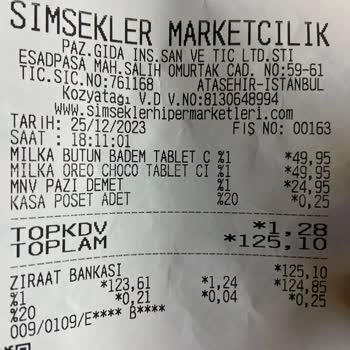 SIMSEKLER MARKETCILIK
PAZ.GIDA INS.SAN VE TIC LTD.STI
ESADPASA MAH.SALIH OMURTAK CAD. NO:59-61
TIC.SIC.NO:761168 ATASEHIR-ISTANBUL
Kozyatağı V.D V.NO:8130648994
www.simseklerhipermarketleri.com
TARİH: 25/12/2023 FİŞ NO: 00163
SAAT : 18:11:01
MILKA BUTUN BADEM TABLET C %1 *49,95
MILKA OREO CHOCO TABLET CI %1 *49,95
MNV PAZI DEMET %1 *24,95
KASA POSET ADET %20 *0,25
TOPKDV *1,28
TOPLAM *125,10
ZIRAAT BANKASI *125,10
%1 *123,61 *1,24 *124,85
%20 *0,21 *0,04 *0,25
009/0109/E**** B****